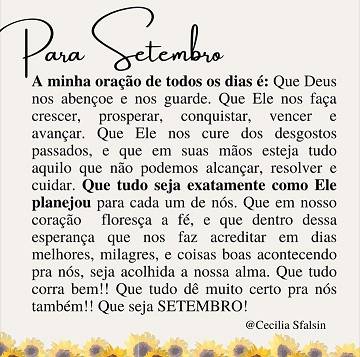 Para Setembro
A minha oração de todos os dias é: Que Deus
nos abençoe e nos guarde. Que Ele nos faça
crescer, prosperar, conquistar, vencer e
avançar. Que Ele nos cure dos desgostos
passados, e que em suas mãos esteja tudo
aquilo que não podemos alcançar, resolver e
cuidar. Que tudo seja exatamente como Ele
planejou para cada um de nós. Que em nosso
coração floresça a fé, e que dentro dessa
esperança que nos faz acreditar em dias
melhores, milagres, e coisas boas acontecendo
pra nós, seja acolhida a nossa alma. Que tudo
corra bem!! Que tudo dê muito certo pra nós
também!! Que seja SETEMBRO!
@Cecilia Sfalsin